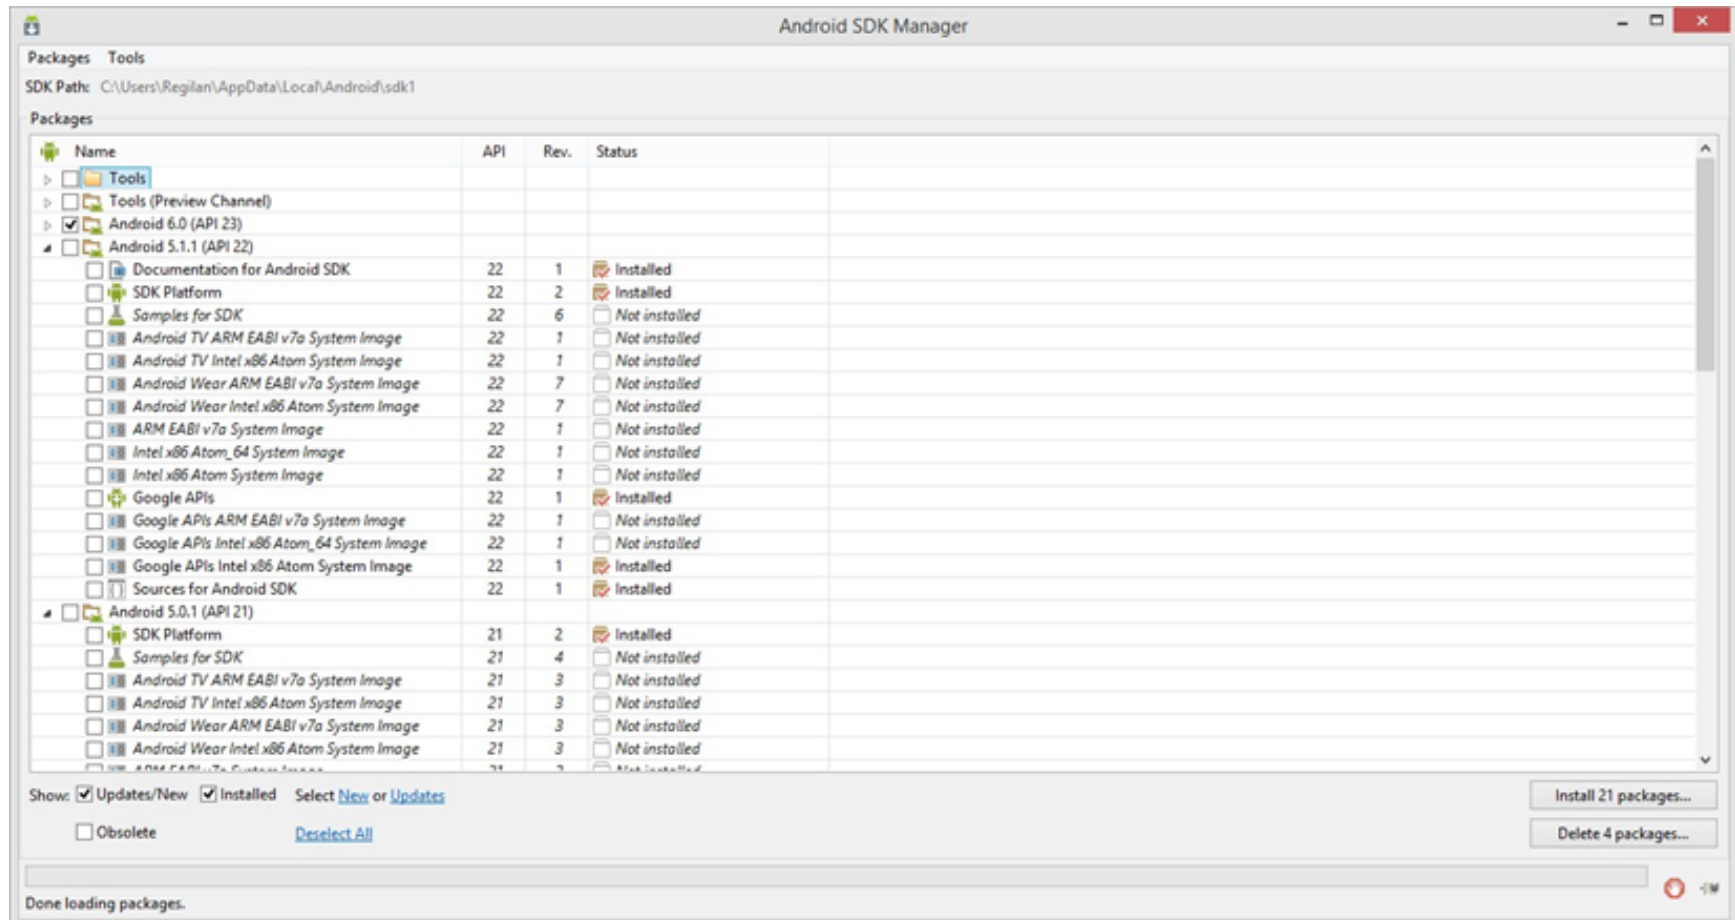 Android SDK Manager
Packages Tools
SDK Path: C:\Users\Regilan\AppData\Local\Android\sdk1
Packages
Name API Rev. Status
Tools
Tools (Preview Channel)
Android 6.0 (API 23)
Android 5.1.1 (API 22)
Documentation for Android SDK 22 1 Installed
SDK Platform 22 2 Installed
Samples for SDK 22 6 Not installed
Android TV ARM EABI v7a System Image 22 1 Not installed
Android TV Intel x86 Atom System Image 22 1 Not installed
Android Wear ARM EABI v7a System Image 22 7 Not installed
Android Wear Intel x86 Atom System Image 22 7 Not installed
ARM EABI v7a System Image 22 1 Not installed
Intel x86 Atom_64 System Image 22 1 Not installed
Intel x86 Atom System Image 22 1 Not installed
Google APIs 22 1 Installed
Google APIs ARM EABI v7a System Image 22 1 Not installed
Google APIs Intel x86 Atom_64 System Image 22 1 Not installed
Google APIs Intel x86 Atom System Image 22 1 Installed
Sources for Android SDK 22 1 Installed
Android 5.0.1 (API 21)
SDK Platform 21 2 Installed
Samples for SDK 21 4 Not installed
Android TV ARM EABI v7a System Image 21 3 Not installed
Android TV Intel x86 Atom System Image 21 3 Not installed
Android Wear ARM EABI v7a System Image 21 3 Not installed
Android Wear Intel x86 Atom System Image 21 3 Not installed
Show: Updates/New Installed Select New or Updates Install 21 packages...
Obsolete Deselect All Delete 4 packages...
Done loading packages.